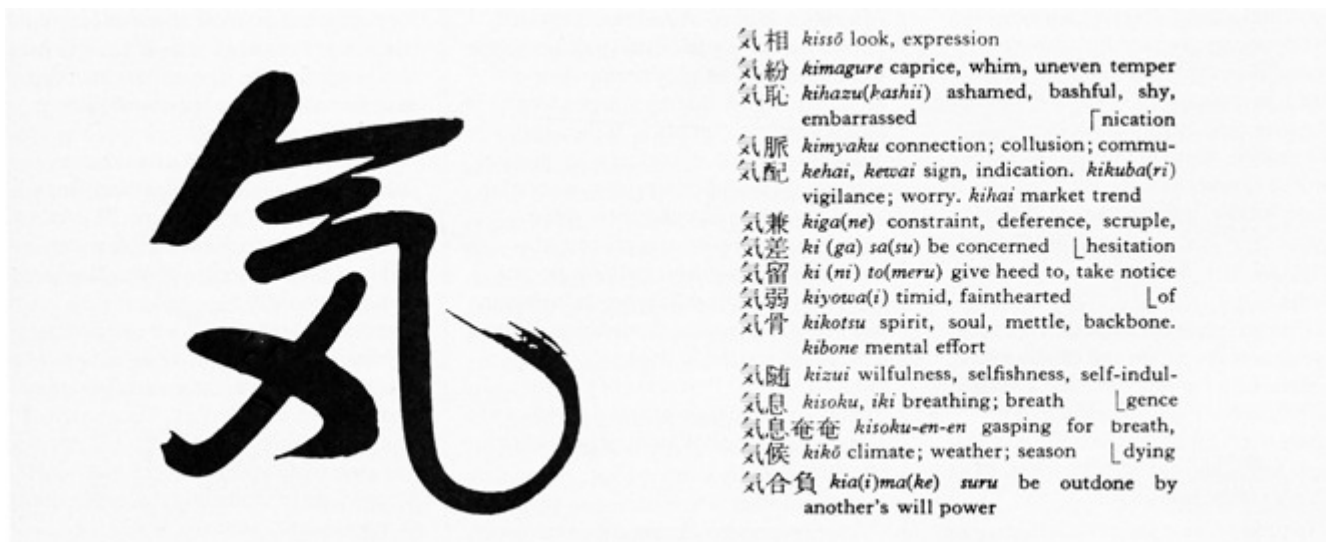 気
気相 kissō look, expression
気紛 kimagure caprice, whim, uneven temper
気恥 kihazu(kashii) ashamed, bashful, shy,
embarrassed ⌈nication
気脈 kimyaku connection; collusion; commu-
気配 kehai, kewai sign, indication. kikuba(ri)
vigilance; worry. kihai market trend
気兼 kiga(ne) constraint, deference, scruple,
気差 ki (ga) sa(su) be concerned ⌊hesitation
気留 ki (ni) to(meru) give heed to, take notice
気弱 kiyowa(i) timid, fainthearted ⌊of
気骨 kikotsu spirit, soul, mettle, backbone.
kibone mental effort
気随 kizui wilfulness, selfishness, self-indul-
気息 kisoku, iki breathing; breath ⌊gence
気息奄奄 kisoku-en-en gasping for breath,
気候 kikō climate; weather; season ⌊dying
気合負 kia(i)ma(ke) suru be outdone by
another's will power